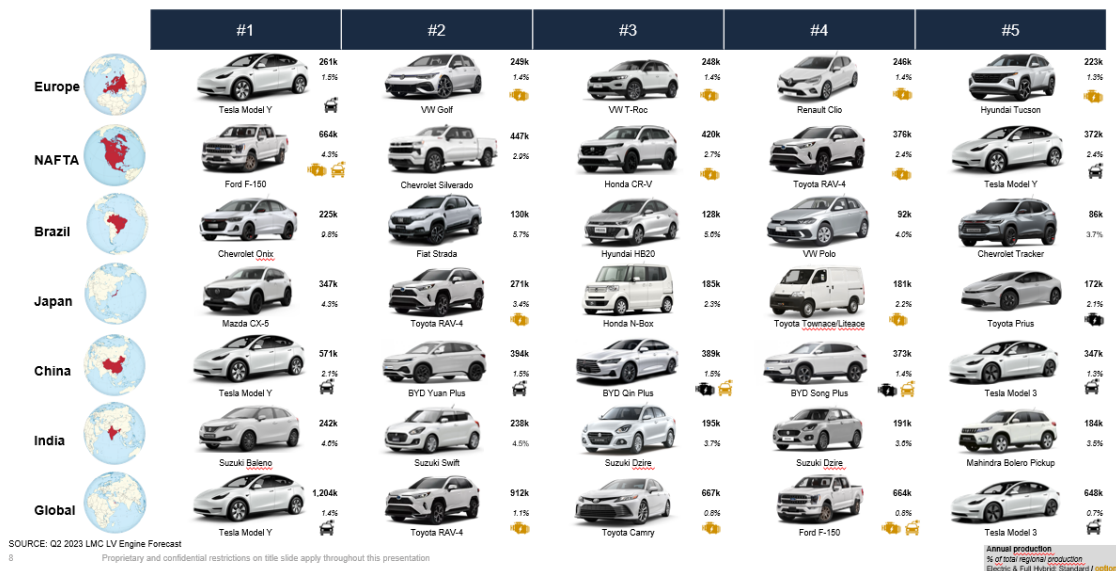 #1 #2 #3 #4 #5
Europe
261k 249k 248k 246k 223k
1.5% 1.4% 1.4% 1.4% 1.3%
Tesla Model Y VW Golf VW T-Roc Renault Clio Hyundai Tucson
NAFTA
664k 447k 420k 376k 372k
4.3% 2.9% 2.7% 2.4% 2.4%
Ford F-150 Chevrolet Silverado Honda CR-V Toyota RAV-4 Tesla Model Y
Brazil
225k 130k 128k 92k 86k
9.8% 5.7% 5.6% 4.0% 3.7%
Chevrolet Onix Fiat Strada Hyundai HB20 VW Polo Chevrolet Tracker
Japan
347k 271k 185k 181k 172k
4.3% 3.4% 2.3% 2.2% 2.1%
Mazda CX-5 Toyota RAV-4 Honda N-Box Toyota Townace/Liteace Toyota Prius
China
571k 394k 389k 373k 347k
2.1% 1.5% 1.5% 1.4% 1.3%
Tesla Model Y BYD Yuan Plus BYD Qin Plus BYD Song Plus Tesla Model 3
India
242k 238k 195k 191k 184k
4.6% 4.5% 3.7% 3.6% 3.5%
Suzuki Baleno Suzuki Swift Suzuki Dzire Suzuki Dzire Mahindra Bolero Pickup
Global
1,204k 912k 667k 664k 648k
1.4% 1.1% 0.8% 0.8% 0.7%
Tesla Model Y Toyota RAV-4 Toyota Camry Ford F-150 Tesla Model 3
SOURCE: Q2 2023 LMC LV Engine Forecast
8 Proprietary and confidential restrictions on title slide apply throughout this presentation
Annual production
% of total regional production
Electric & Full Hybrid: Standard /